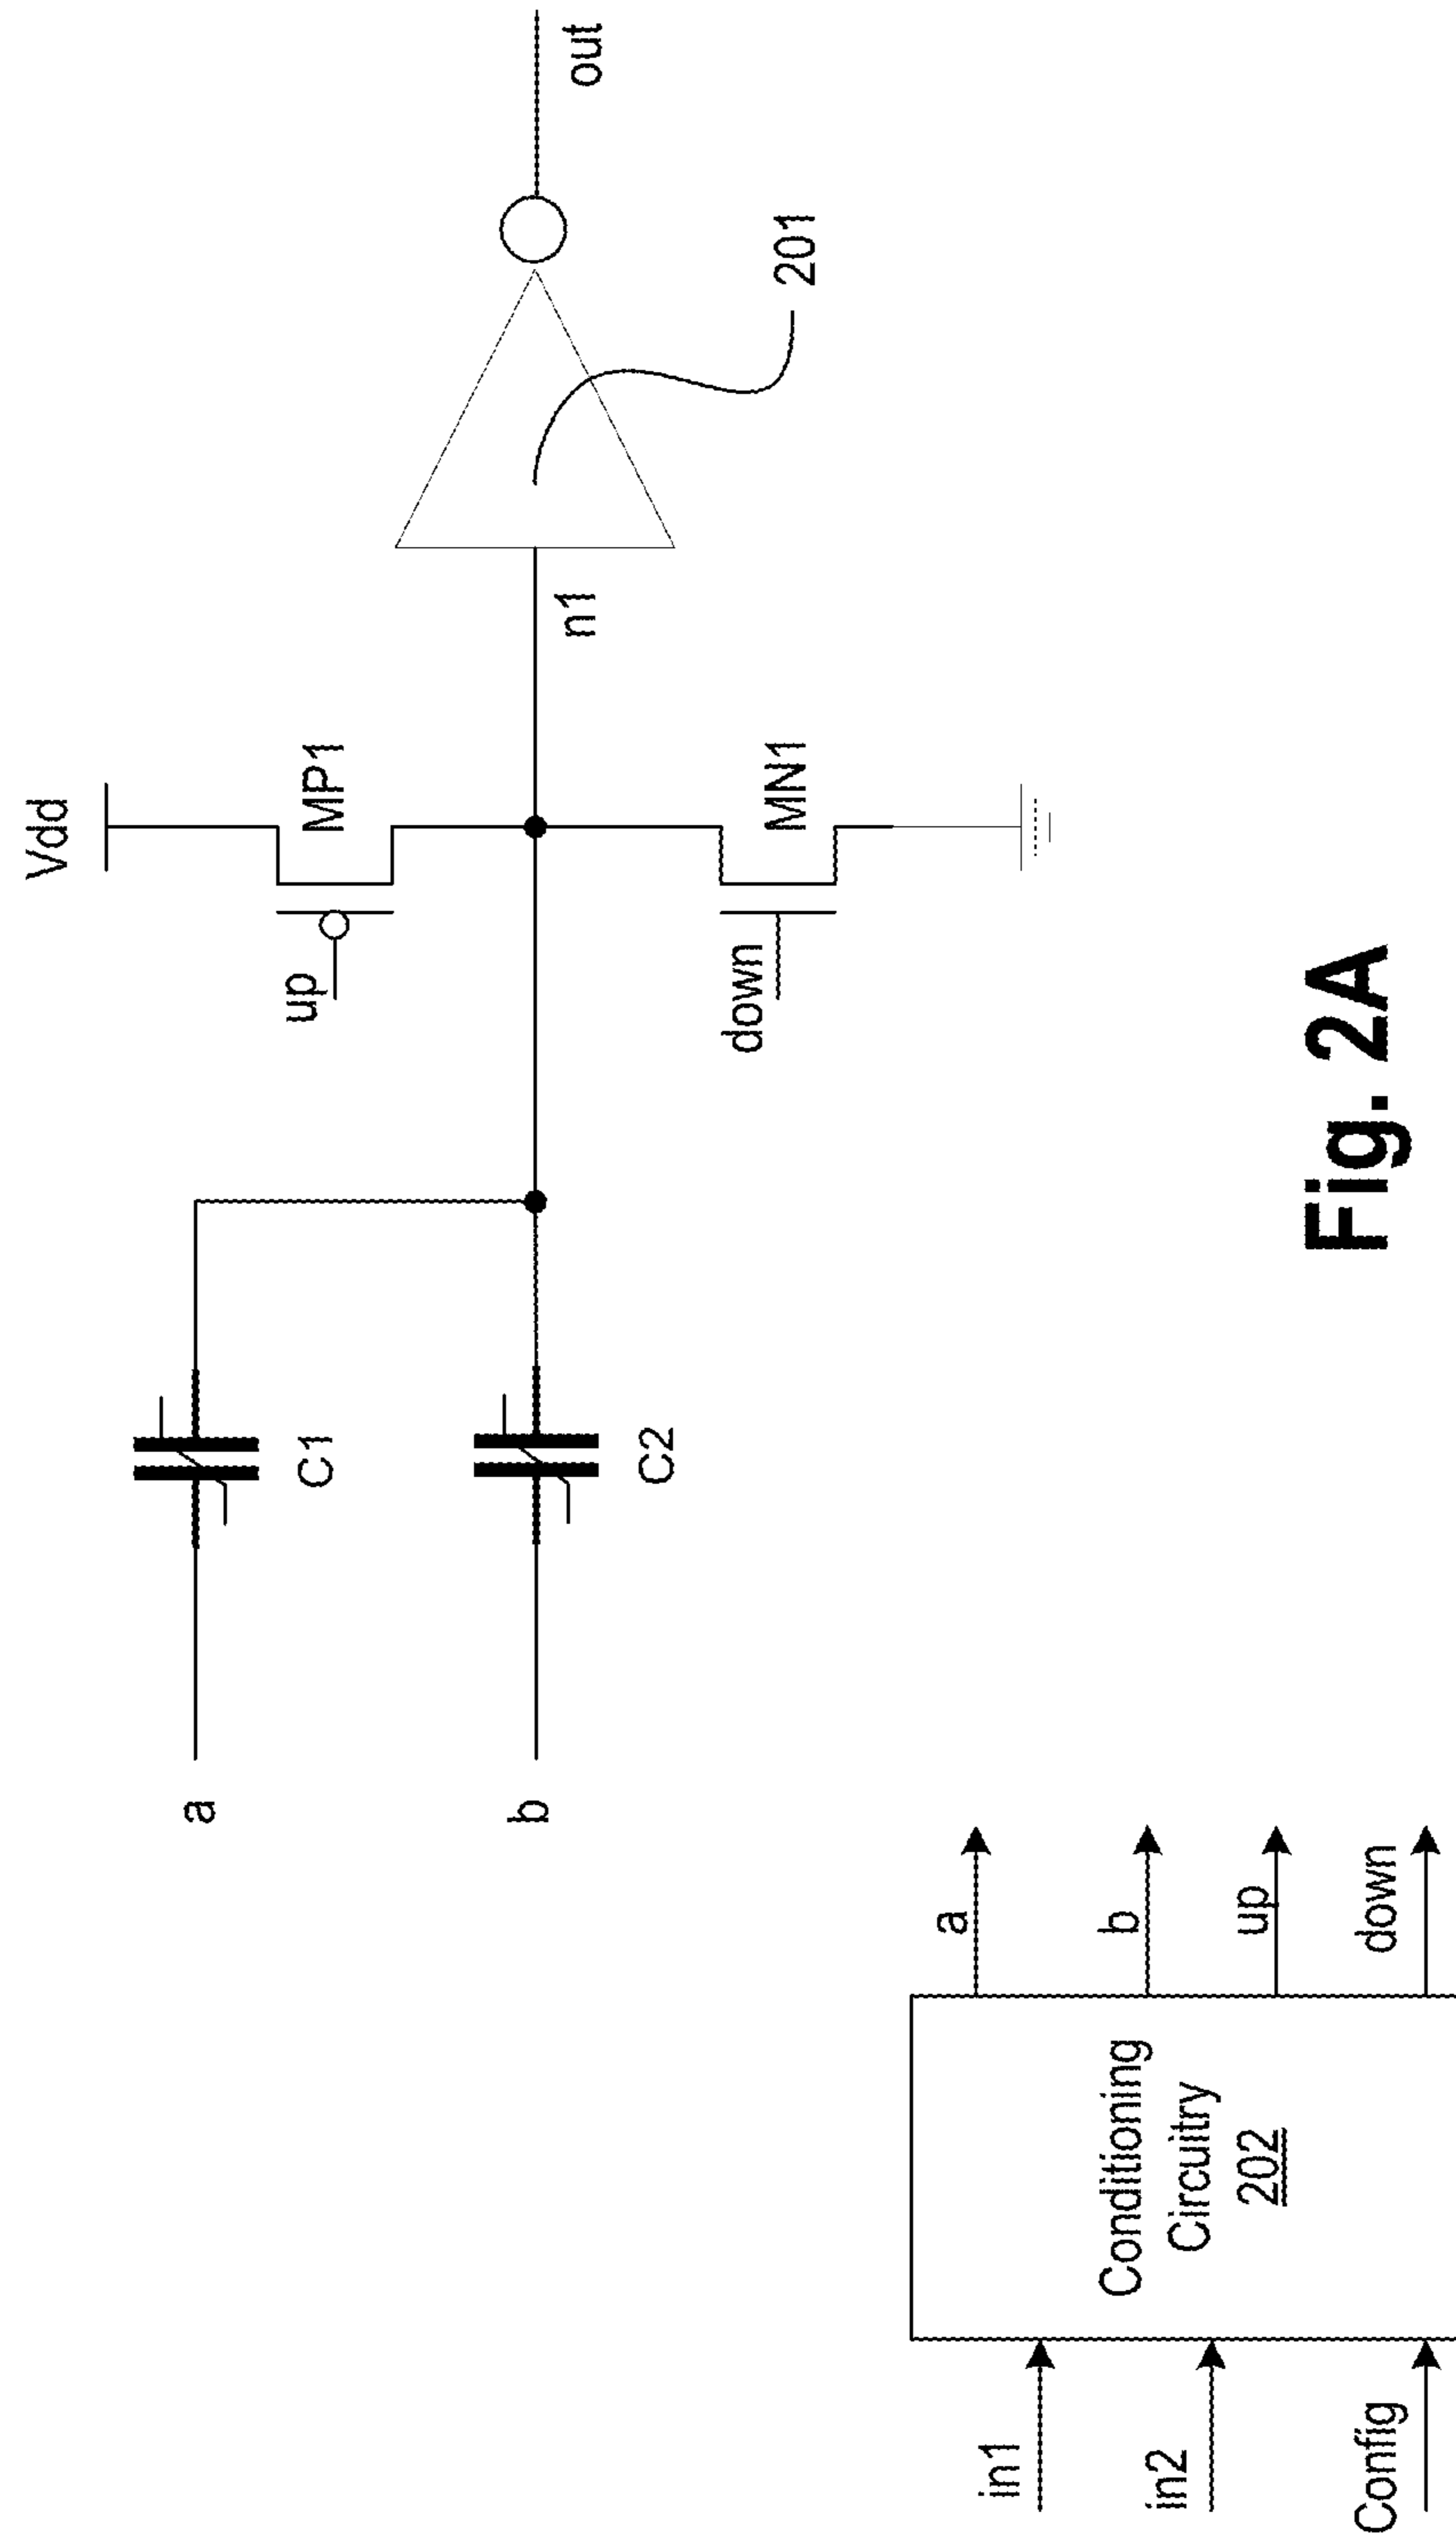 Vdd
up
MP1
out
a
C1
n1
201
b
C2
down
MN1
in1
in2
Config
Conditioning
Circuitry
202
a
b
up
down
Fig. 2A